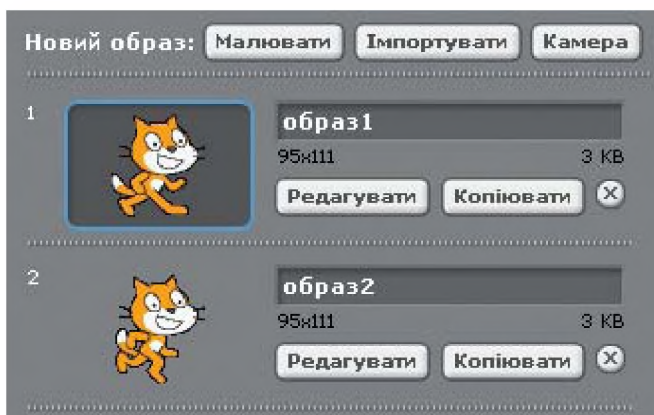 Новий образ: Малювати Імпортувати Камера
1
образ1
95x111 3 KB
Редагувати Копіювати
2
образ2
95x111 3 KB
Редагувати Копіювати